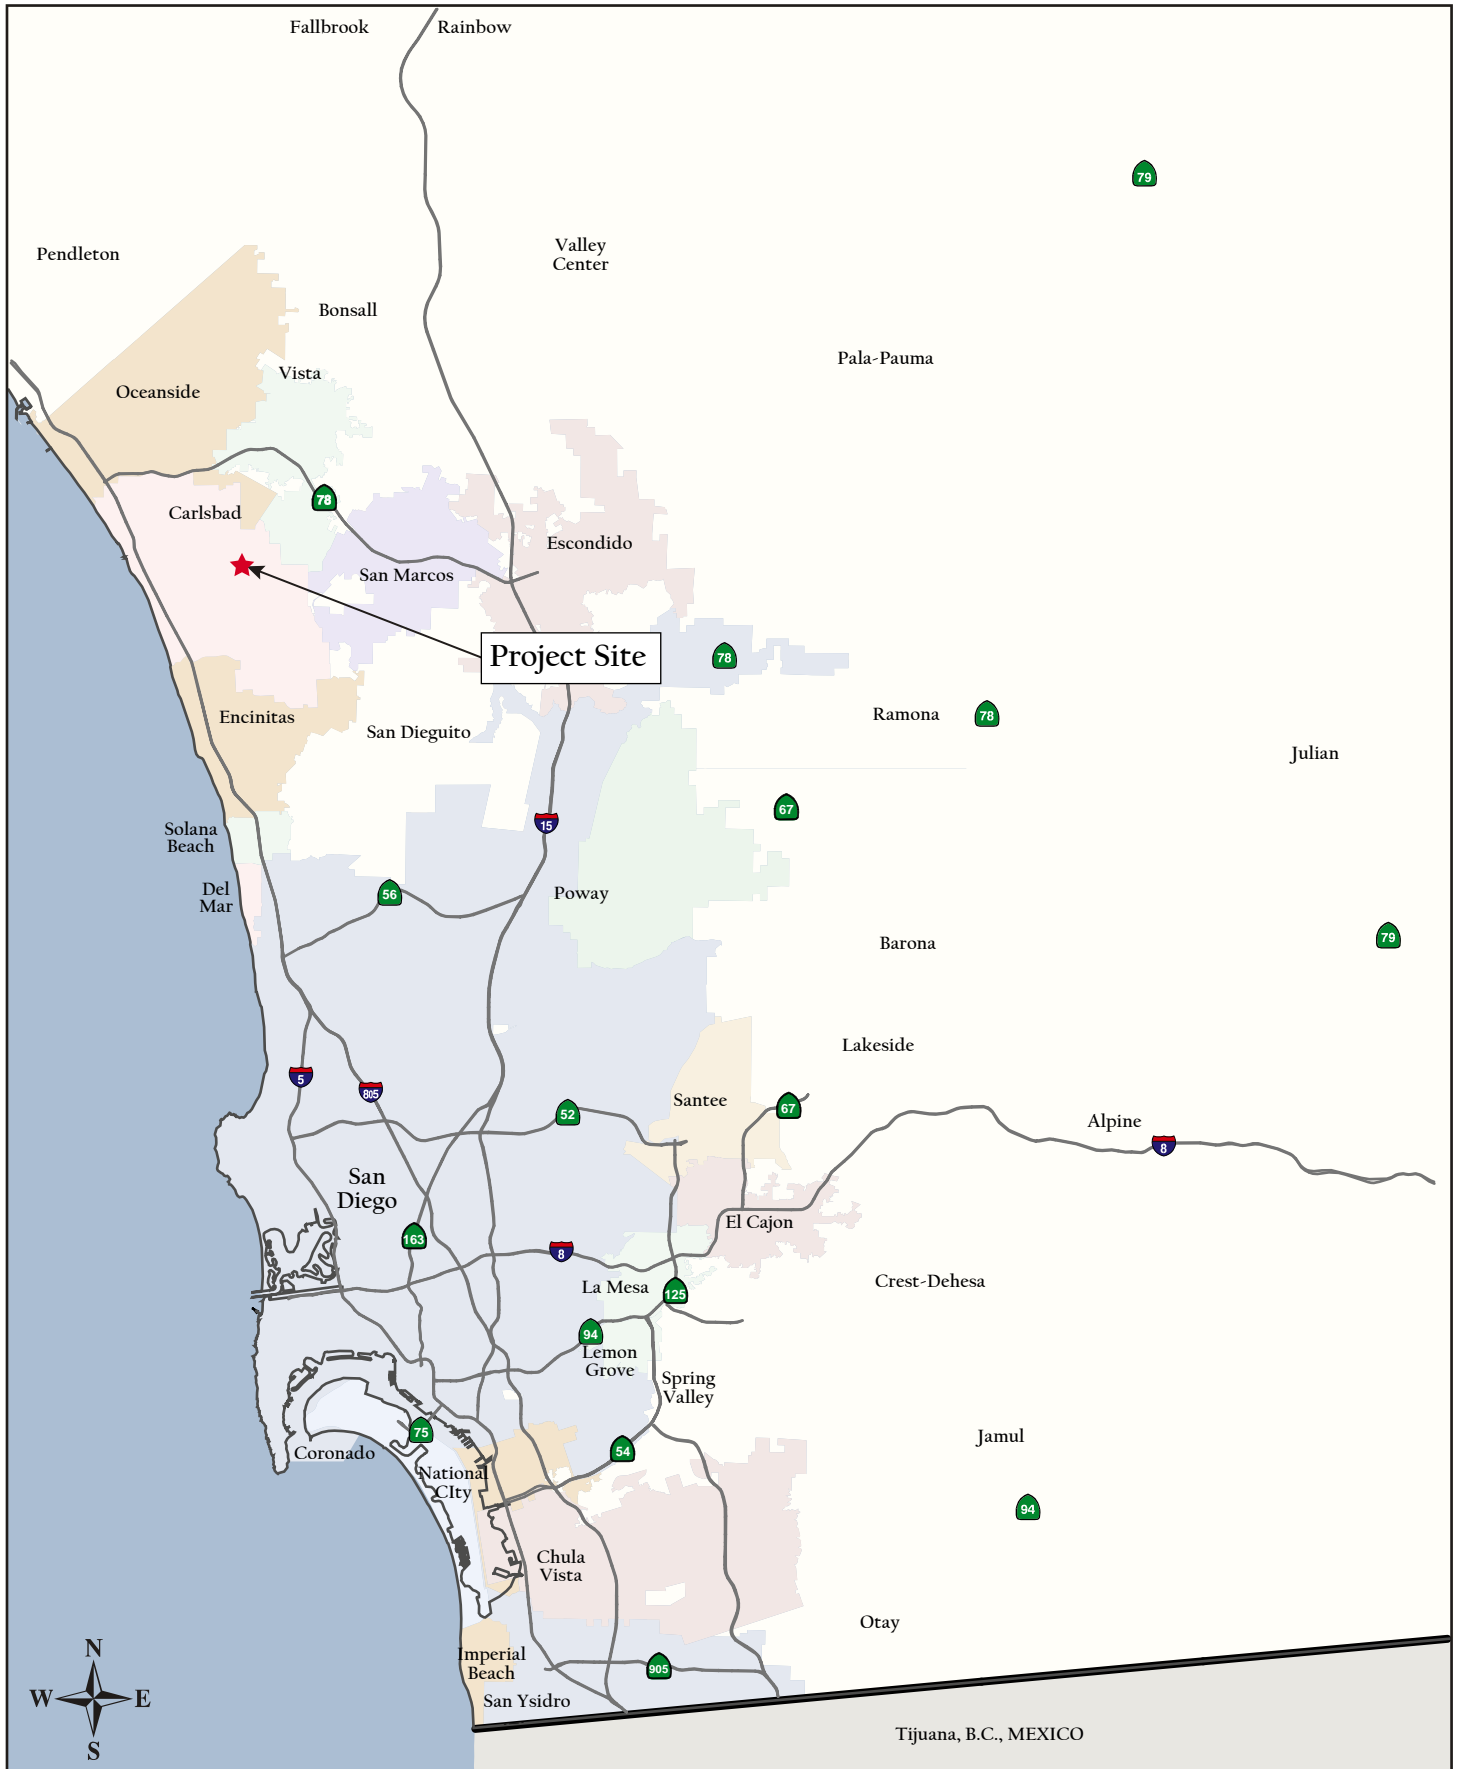 Fallbrook
Rainbow
79
Pendleton
Valley
Center
Bonsall
Pala-Pauma
Vista
Oceanside
78
Carlsbad
Escondido
San Marcos
Project Site
78
Ramona
78
Encinitas
San Dieguito
Julian
67
15
Solana
Beach
Del
Mar
56
Poway
79
Barona
Lakeside
5
805
Santee
67
52
Alpine
8
San
Diego
El Cajon
163
8
Crest-Dehesa
La Mesa
125
94
Lemon
Grove
Spring
Valley
75
Jamul
Coronado
54
National
CIty
94
Chula
Vista
Otay
Imperial
Beach
905
San Ysidro
N
W
E
S
Tijuana, B.C., MEXICO